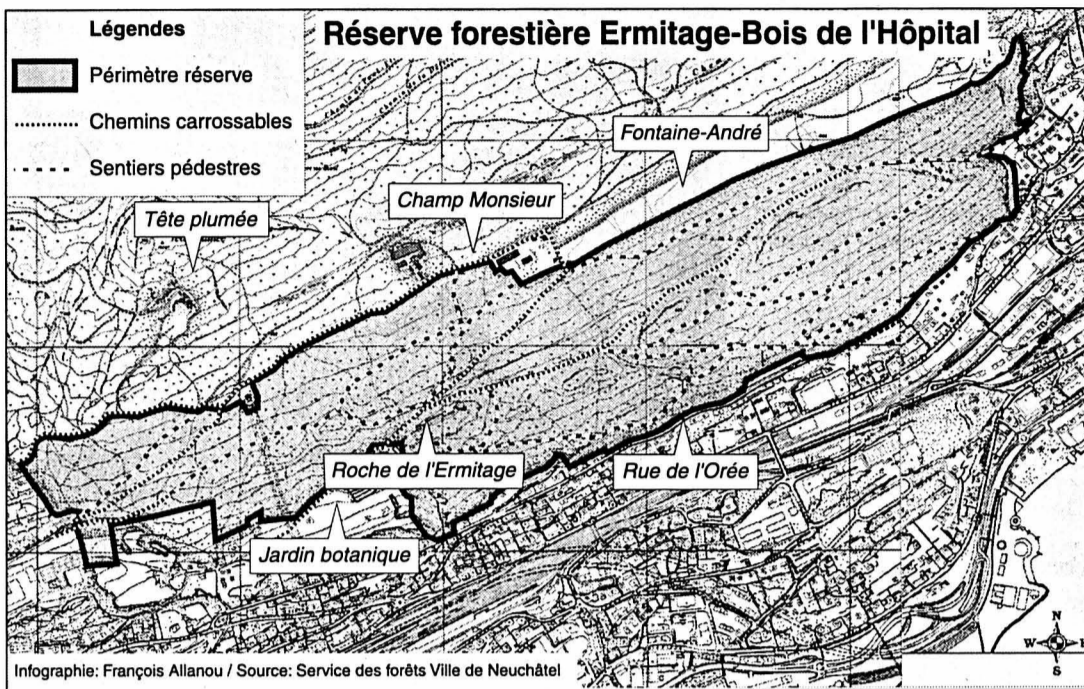 Légendes
Périmètre réserve
Chemins carrossables
Sentiers pédestres
Réserve forestière Ermitage-Bois de l'Hôpital
Fontaine-André
Champ Monsieur
Tête plumée
Roche de l'Ermitage
Rue de l'Orée
Jardin botanique
N
W
S
Infographie: François Allanou / Source: Service des forêts Ville de Neuchâtel